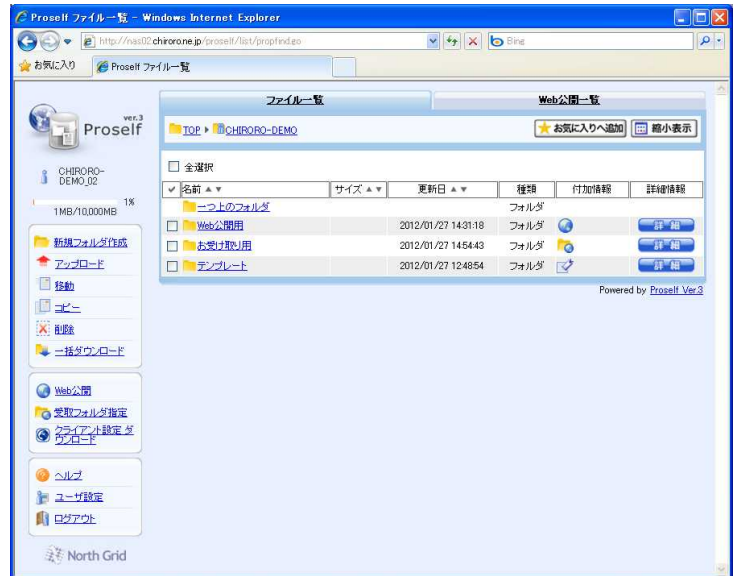 Proself ファイル一覧 - Windows Internet Explorer
http://nas02.chiroro.ne.jp/proself/list/propfind.go
Bing
お気に入り
Proself ファイル一覧
ver.3
Proself
CHIRORO-
DEMO_02
1%
1MB/10,000MB
新規フォルダ作成
アップロード
移動
コピー
削除
一括ダウンロード
Web公開
受取フォルダ指定
クライアント設定 ダ
ウンロード
ヘルプ
ユーザ設定
ログアウト
North Grid
ファイル一覧 Web公開一覧
TOP CHIRORO-DEMO
お気に入りへ追加 縮小表示
全選択
名前 ▲▼ サイズ ▲▼ 更新日 ▲▼ 種類 付加情報 詳細情報
一つ上のフォルダ フォルダ
Web公開用 2012/01/27 14:31:18 フォルダ 詳 細
お受け取り用 2012/01/27 14:54:43 フォルダ 詳 細
テンプレート 2012/01/27 12:48:54 フォルダ 詳 細
Powered by Proself Ver.3